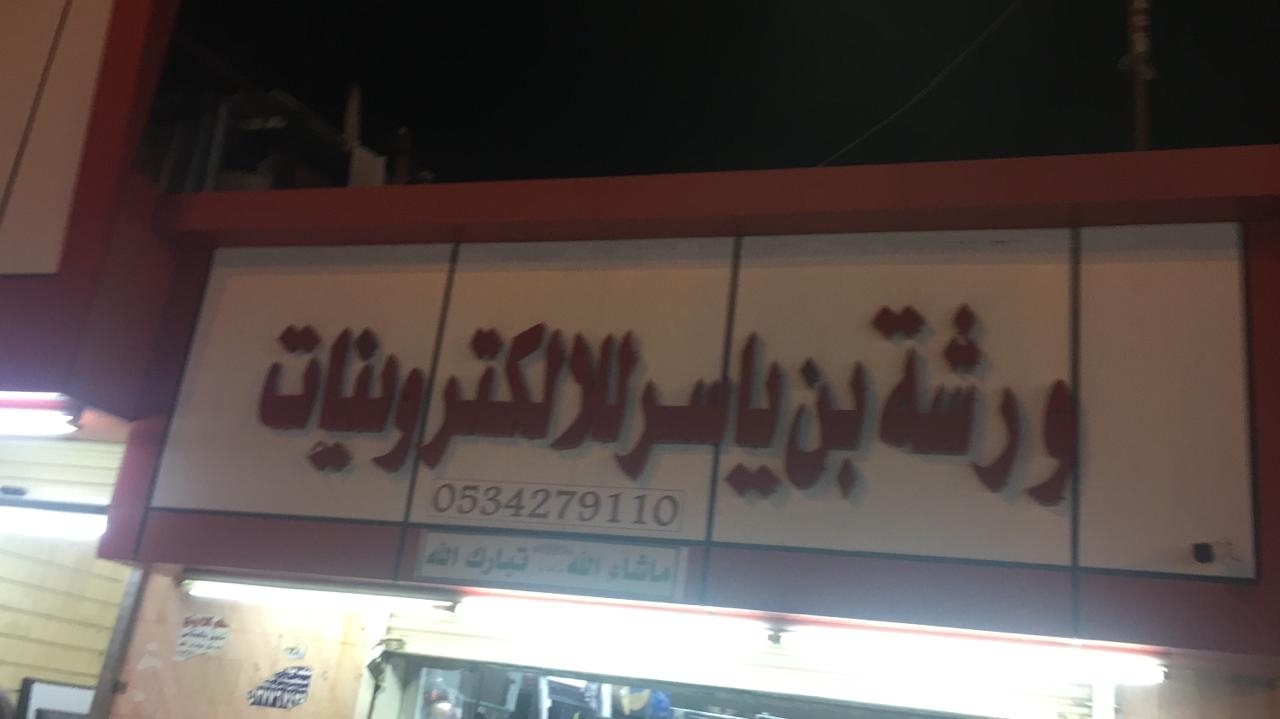 ورشة بن ياسر للالكترونيات
0534279110
ماشاء الله تبارك الله